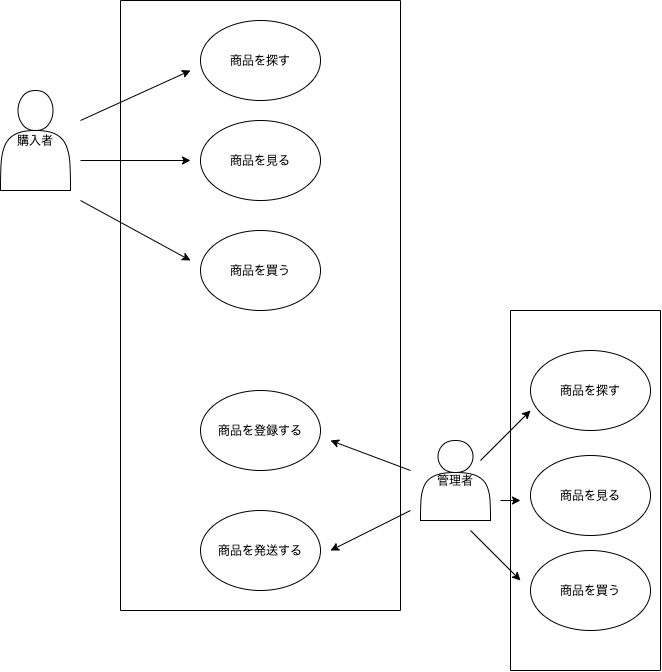 商品を探す
購入者
商品を見る
商品を買う
商品を登録する
商品を発送する
管理者
商品を探す
商品を見る
商品を買う